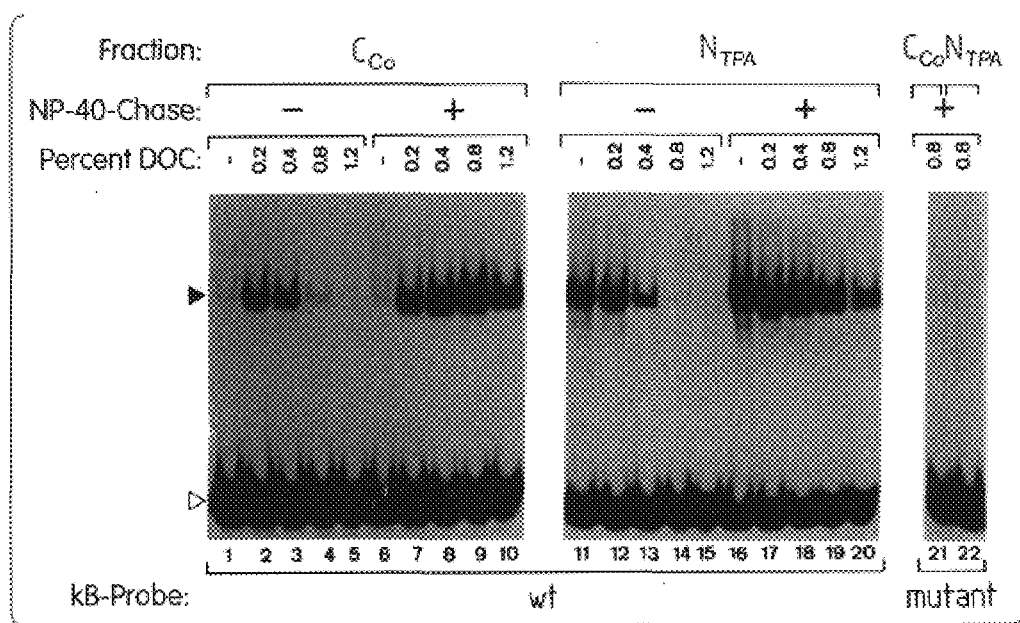 Fraction: CCo NTPA CCoNTPA
NP-40-Chase: − + − + +
Percent DOC: - 0.2 0.4 0.8 1.2 - 0.2 0.4 0.8 1.2 - 0.2 0.4 0.8 1.2 - 0.2 0.4 0.8 1.2 0.8 0.8
1 2 3 4 5 6 7 8 9 10 11 12 13 14 15 16 17 18 19 20 21 22
kB-Probe: wt mutant